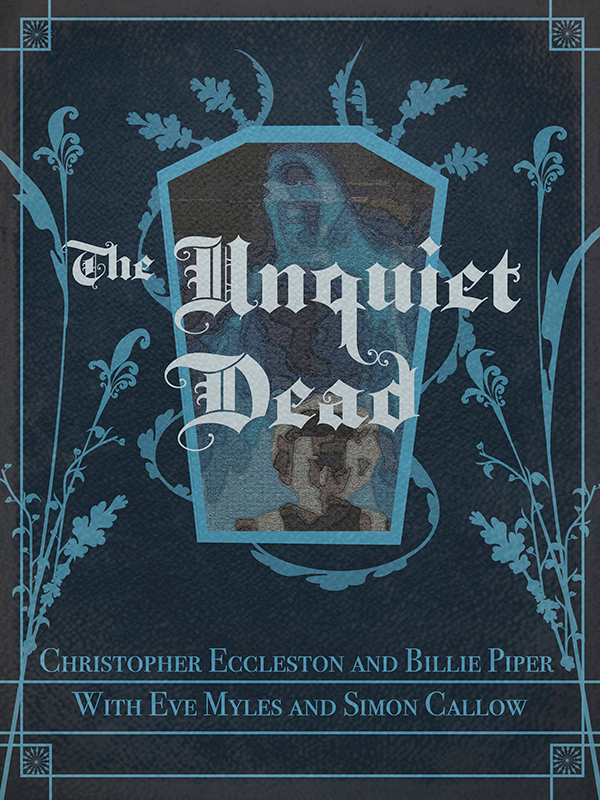 The Unquiet
Dead
Christopher Eccleston and Billie Piper
With Eve Myles and Simon Callow